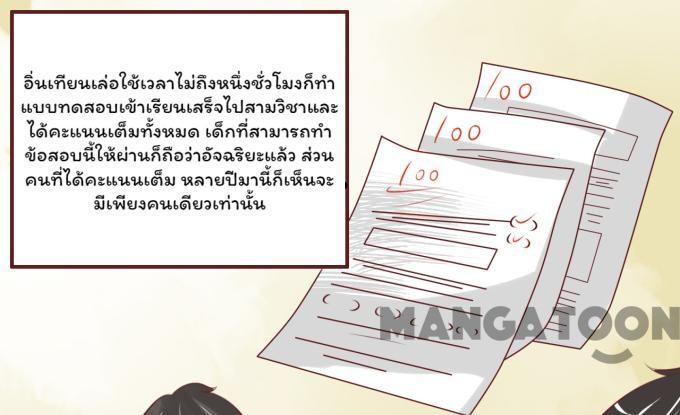 อิ่นเทียนเล่อใช้เวลาไม่ถึงหนึ่งชั่วโมงก็ทำ
แบบทดสอบเข้าเรียนเสร็จไปสามวิชาและ
ได้คะแนนเต็มทั้งหมด เด็กที่สามารถทำ
ข้อสอบนี้ให้ผ่านก็ถือว่าอัจฉริยะแล้ว ส่วน
คนที่ได้คะแนนเต็ม หลายปีมานี้ก็เห็นจะ
มีเพียงคนเดียวเท่านั้น
100
100
100
MANGATOON